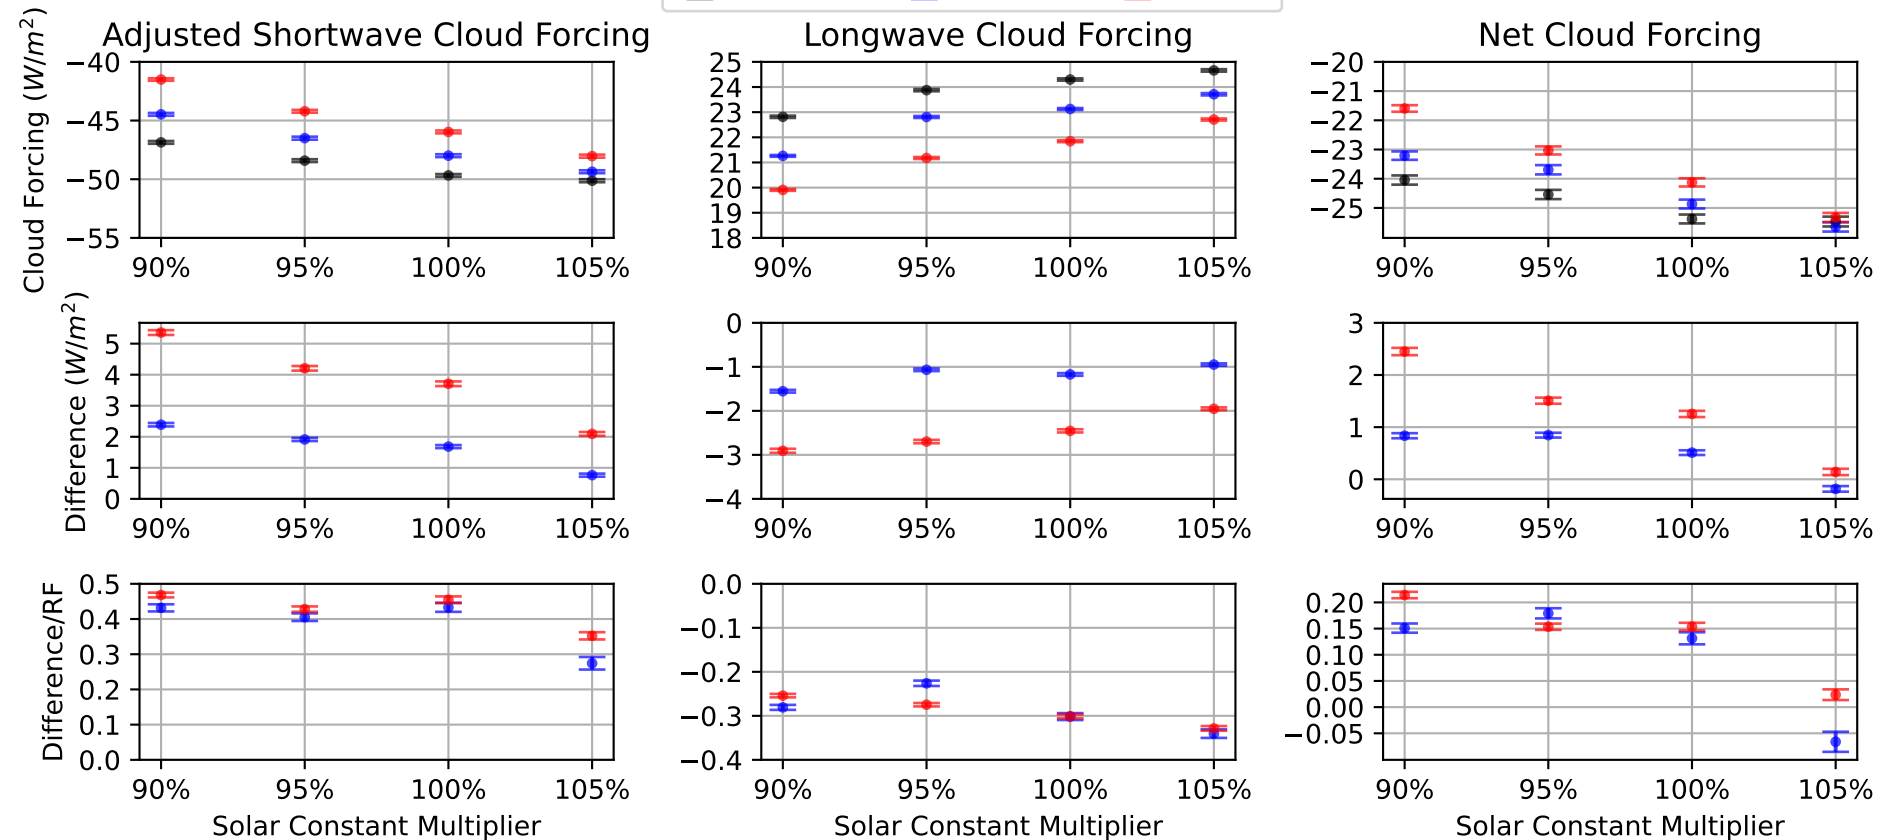 Adjusted Shortwave Cloud Forcing
Longwave Cloud Forcing
Net Cloud Forcing
Cloud Forcing (W/m²)
−40
−45
−50
−55
90% 95% 100% 105%
25
24
23
22
21
20
19
18
90% 95% 100% 105%
−20
−21
−22
−23
−24
−25
90% 95% 100% 105%
Difference (W/m²)
5
4
3
2
1
0
90% 95% 100% 105%
0
−1
−2
−3
−4
90% 95% 100% 105%
3
2
1
0
90% 95% 100% 105%
Difference/RF
0.5
0.4
0.3
0.2
0.1
0.0
90% 95% 100% 105%
Solar Constant Multiplier
0.0
−0.1
−0.2
−0.3
−0.4
90% 95% 100% 105%
Solar Constant Multiplier
0.20
0.15
0.10
0.05
0.00
−0.05
90% 95% 100% 105%
Solar Constant Multiplier